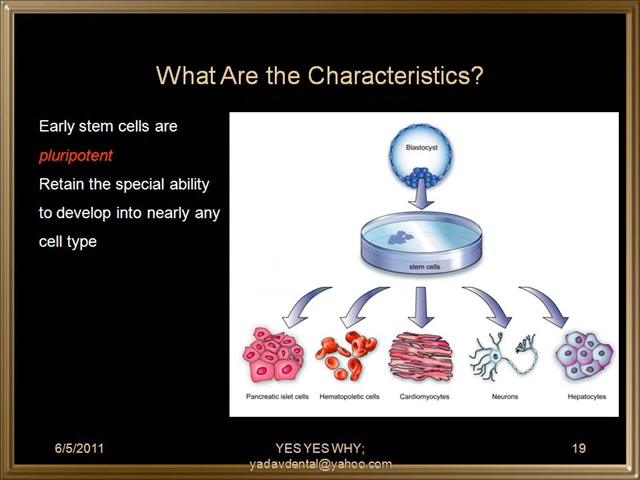 What Are the Characteristics?
Early stem cells are
pluripotent
Retain the special ability
to develop into nearly any
cell type
Blastocyst
stem cells
Pancreatic islet cells
Hematopoletic cells
Cardiomyocytes
Neurons
Hepatocytes
6/5/2011
YES YES WHY;
yadavdental@yahoo.com
19